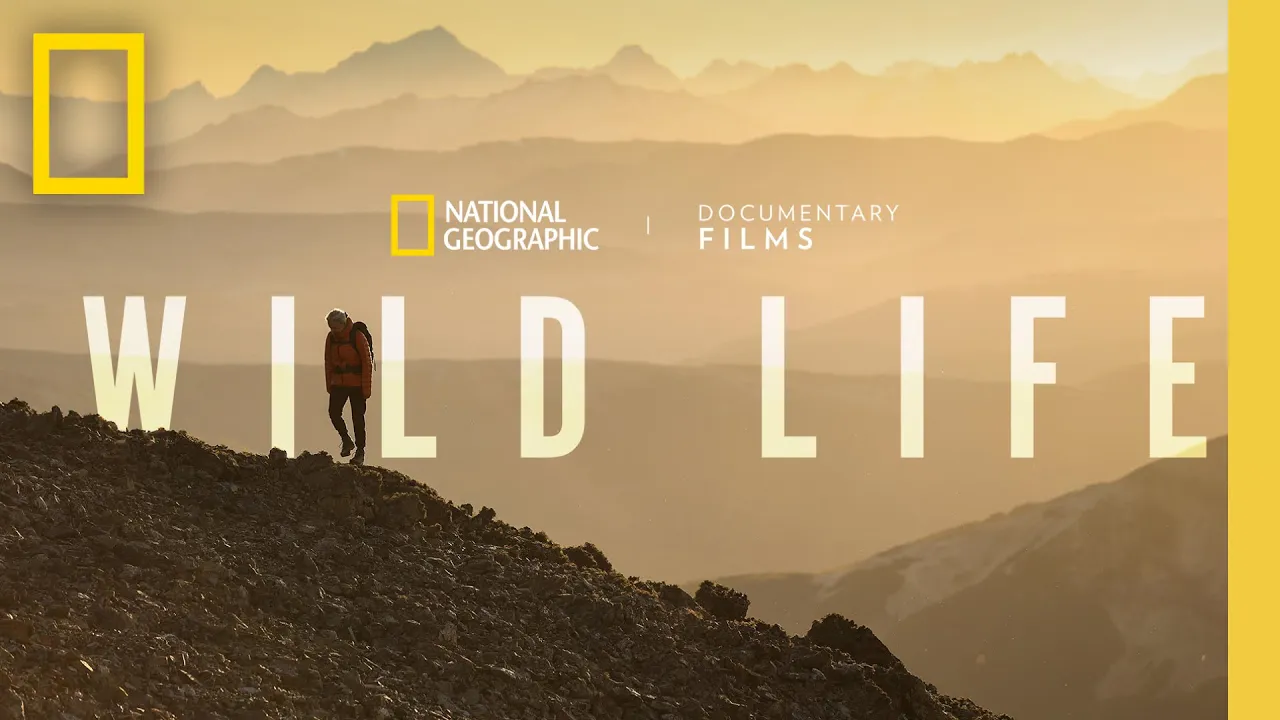 NATIONAL
GEOGRAPHIC
|
DOCUMENTARY
FILMS
WILD LIFE